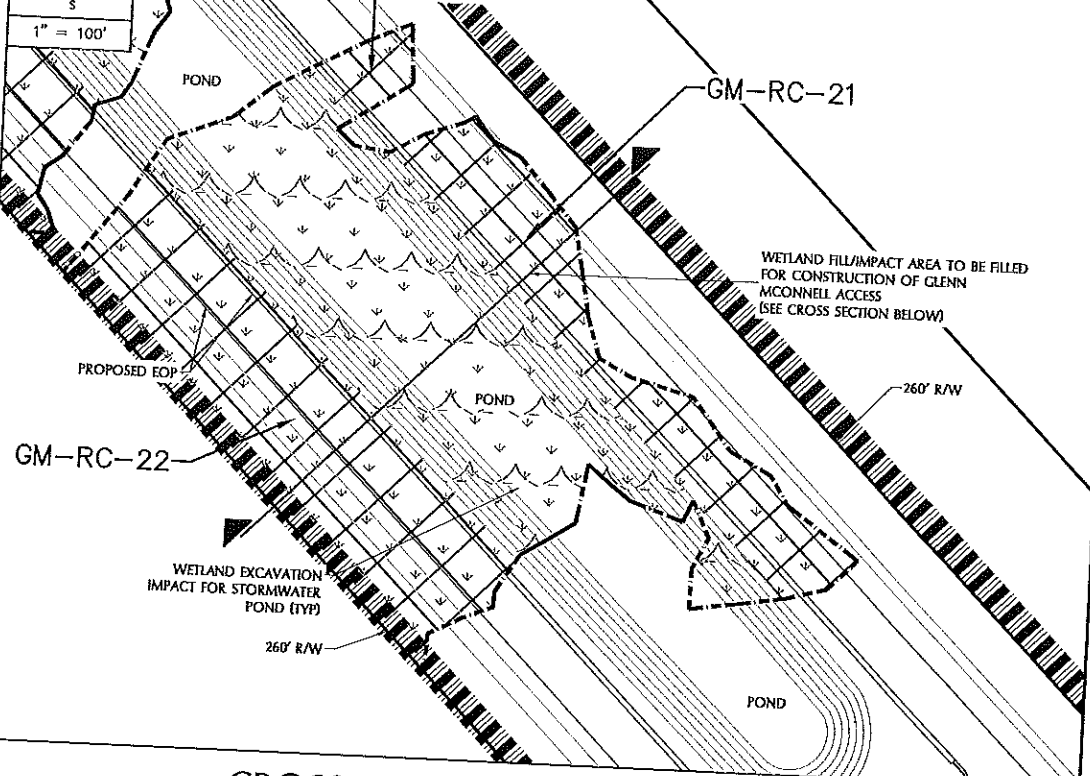 s
1" = 100'
POND
GM-RC-21
WETLAND FILL/IMPACT AREA TO BE FILLED
FOR CONSTRUCTION OF GLENN
MCONNELL ACCESS
(SEE CROSS SECTION BELOW)
260' R/W
PROPOSED EOP
POND
GM-RC-22
WETLAND EXCAVATION
IMPACT FOR STORMWATER
POND (TYP)
260' R/W
POND